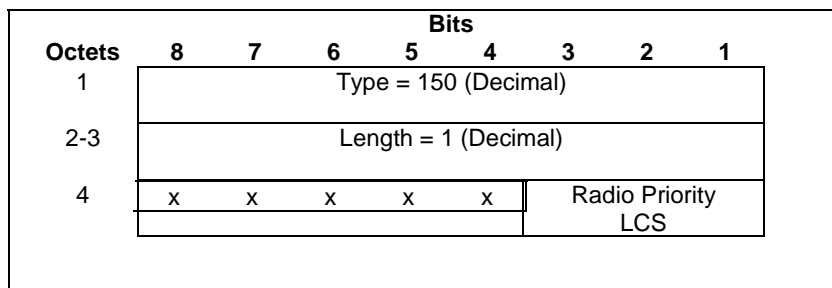 Bits
Octets 8 7 6 5 4 3 2 1
1 Type = 150 (Decimal)
2-3 Length = 1 (Decimal)
4 x x x x x Radio Priority
LCS